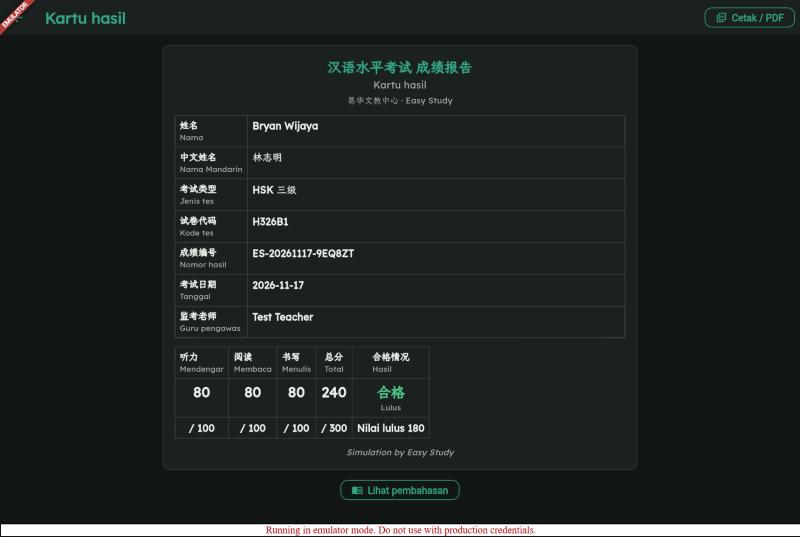 EMULATOR
Kartu hasil
Cetak / PDF
汉语水平考试 成绩报告
Kartu hasil
易华文教中心 · Easy Study
姓名
Nama
Bryan Wijaya
中文姓名
Nama Mandarin
林志明
考试类型
Jenis tes
HSK 三级
试卷代码
Kode tes
H326B1
成绩编号
Nomor hasil
ES-20261117-9EQ8ZT
考试日期
Tanggal
2026-11-17
监考老师
Guru pengawas
Test Teacher
听力 阅读 书写 总分 合格情况
Mendengar Membaca Menulis Total Hasil
80 80 80 240 合格
Lulus
/ 100 / 100 / 100 / 300 Nilai lulus 180
Simulation by Easy Study
Lihat pembahasan
Running in emulator mode. Do not use with production credentials.